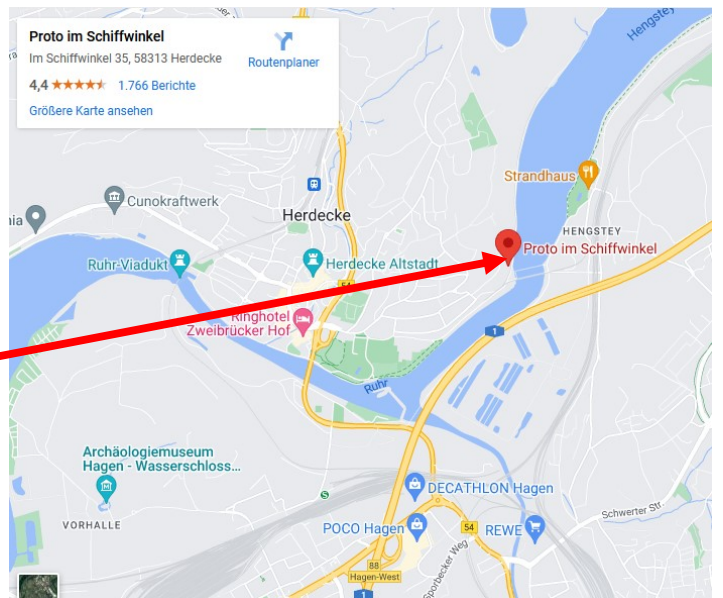 Proto im Schiffwinkel
Im Schiffwinkel 35, 58313 Herdecke
Routenplaner
4,4
1.766 Berichte
Größere Karte ansehen
Hengstey
Strandhaus
Cunokraftwerk
Herdecke
HENGSTEY
Proto im Schiffwinkel
Ruhr-Viadukt
Herdecke Altstadt
54
Ringhotel
Zweibrücker Hof
1
Ruhr
Archäologiemuseum
Hagen - Wasserschloss...
DECATHLON Hagen
VORHALLE
POCO Hagen
54
REWE
Schwerter Str.
Sporbecker Weg
88
Hagen-West
1